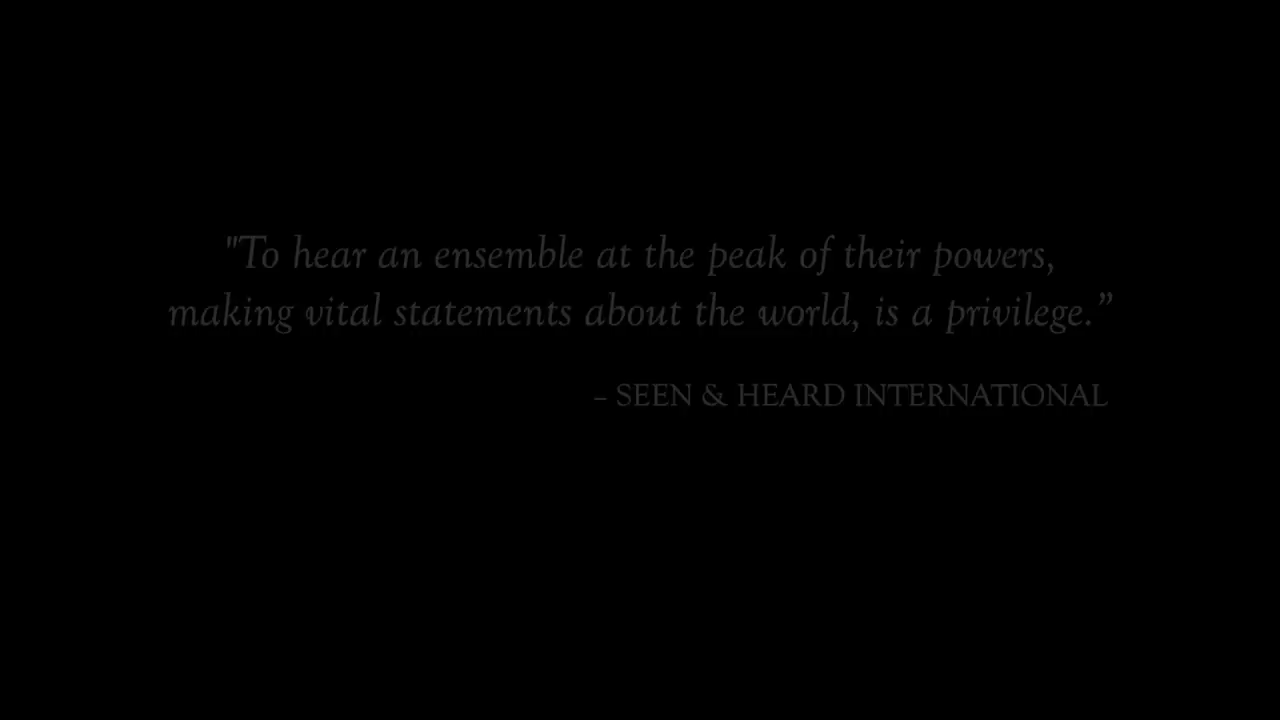 "To hear an ensemble at the peak of their powers,
making vital statements about the world, is a privilege.”
– SEEN & HEARD INTERNATIONAL